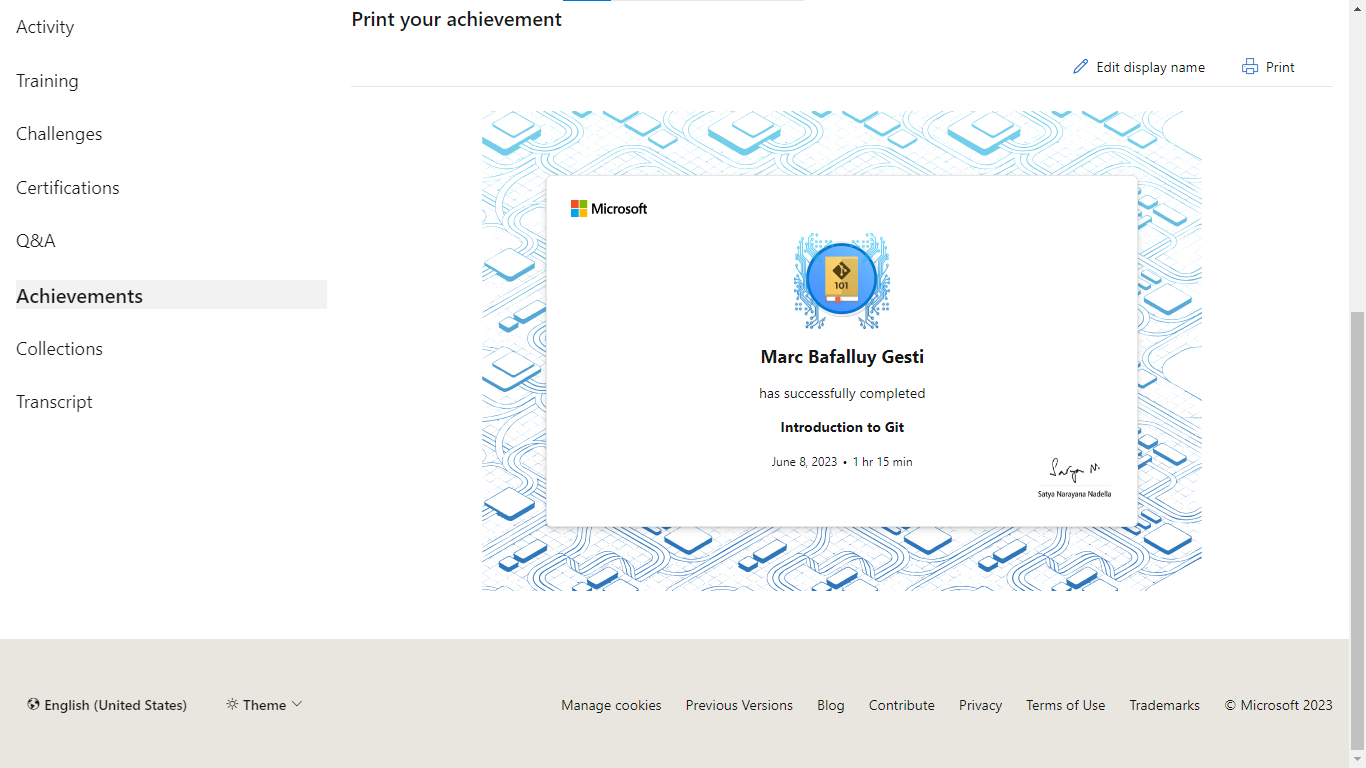 Activity
Training
Challenges
Certifications
Q&A
Achievements
Collections
Transcript
Print your achievement
Edit display name
Print
Microsoft
101
Marc Bafalluy Gesti
has successfully completed
Introduction to Git
June 8, 2023 • 1 hr 15 min
Satya N.
Satya Narayana Nadella
English (United States)
Theme
Manage cookies
Previous Versions
Blog
Contribute
Privacy
Terms of Use
Trademarks
© Microsoft 2023